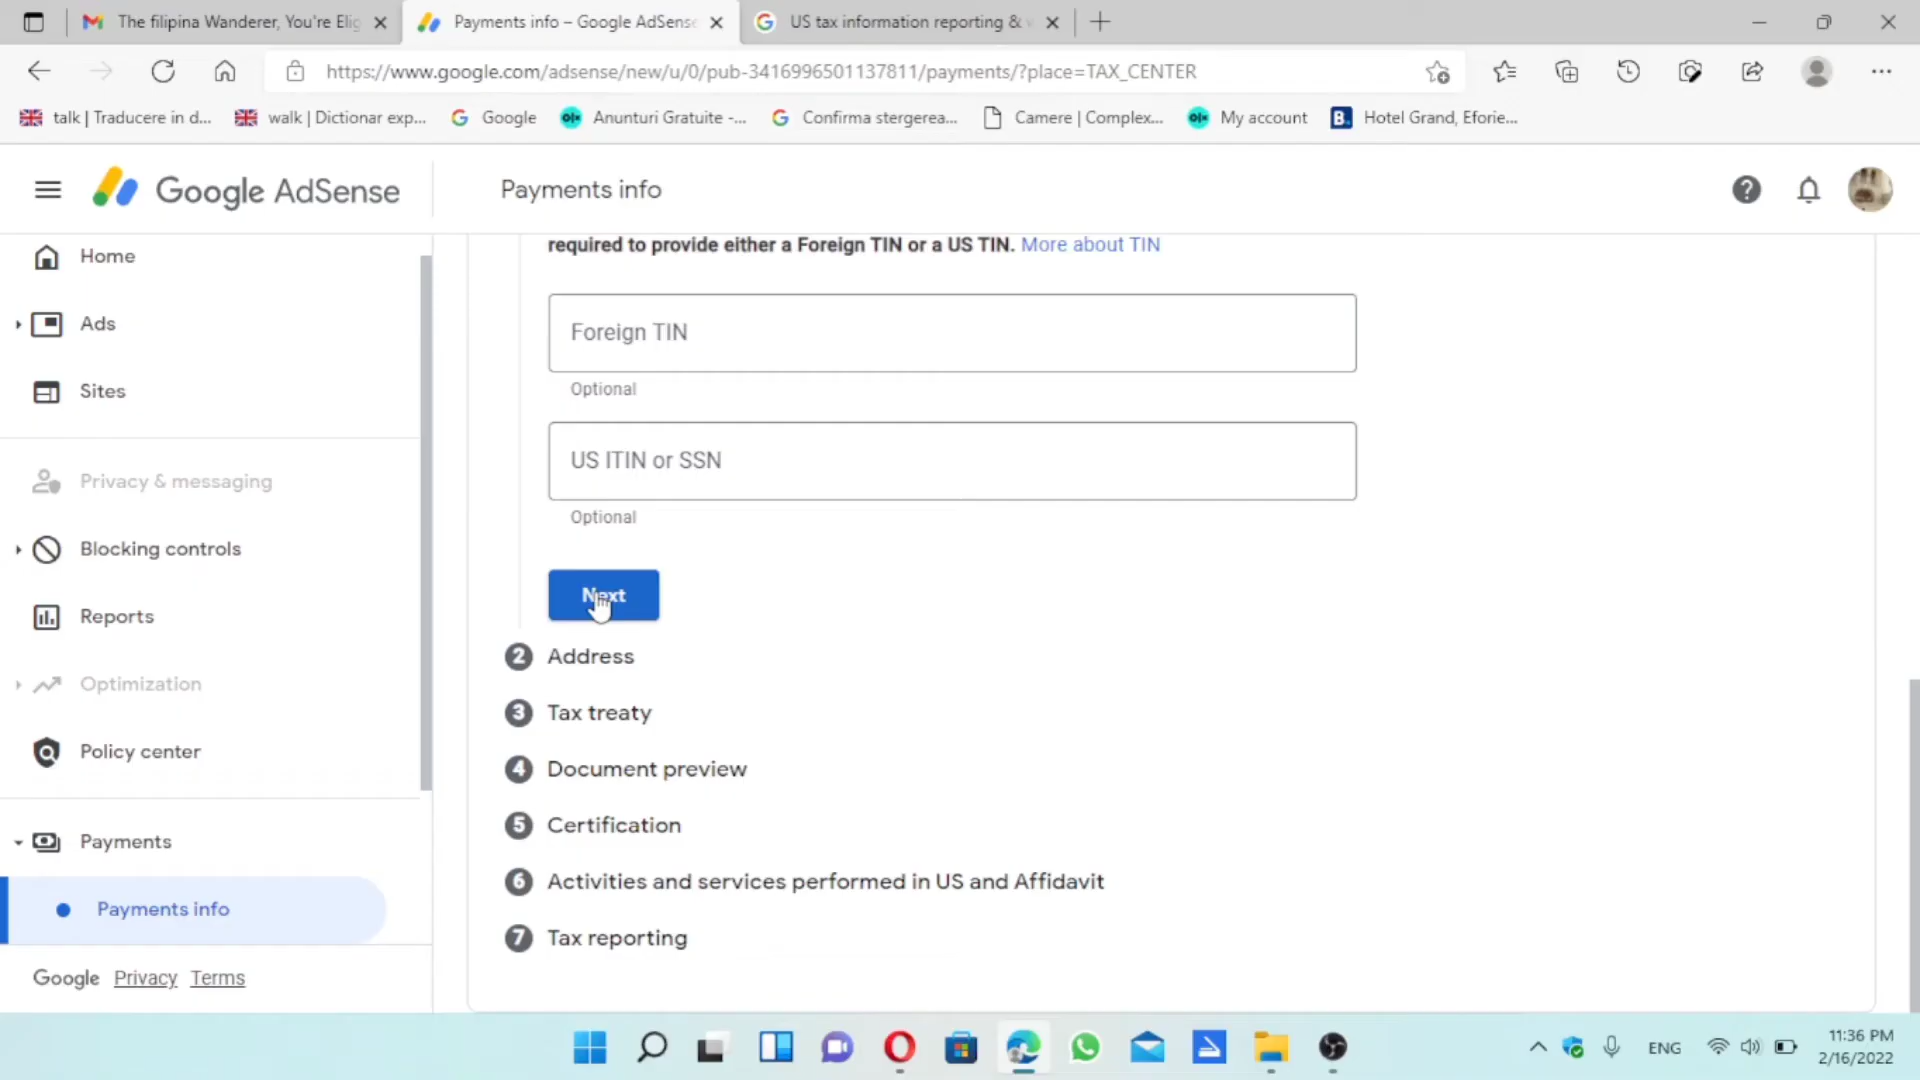 The filipina Wanderer, You're Elig
Payments info – Google AdSense
US tax information reporting &
https://www.google.com/adsense/new/u/0/pub-3416996501137811/payments/?place=TAX_CENTER
talk | Traducere in d...
walk | Dictionar exp...
Google
Anunturi Gratuite -...
Confirma stergerea...
Camere | Complex...
My account
B.
Hotel Grand, Eforie...
Google AdSense
Payments info
Home
Ads
Sites
Privacy & messaging
Blocking controls
Reports
Optimization
Policy center
Payments
Payments info
Google Privacy Terms
required to provide either a Foreign TIN or a US TIN. More about TIN
Foreign TIN
Optional
US ITIN or SSN
Optional
Next
2 Address
3 Tax treaty
4 Document preview
5 Certification
6 Activities and services performed in US and Affidavit
7 Tax reporting
ENG
11:36 PM
2/16/2022